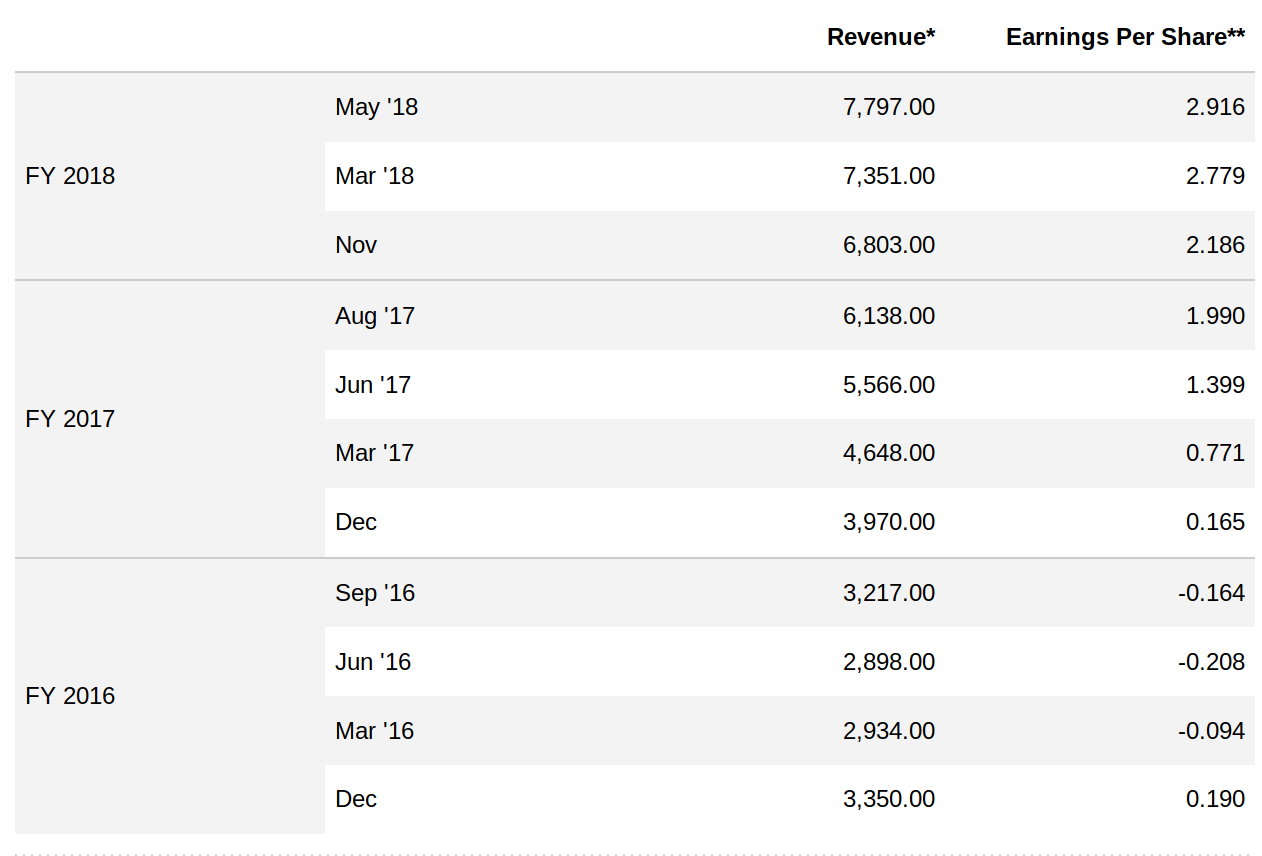 Revenue* Earnings Per Share**
May '18 7,797.00 2.916
FY 2018 Mar '18 7,351.00 2.779
Nov 6,803.00 2.186
Aug '17 6,138.00 1.990
Jun '17 5,566.00 1.399
FY 2017
Mar '17 4,648.00 0.771
Dec 3,970.00 0.165
Sep '16 3,217.00 -0.164
Jun '16 2,898.00 -0.208
FY 2016
Mar '16 2,934.00 -0.094
Dec 3,350.00 0.190